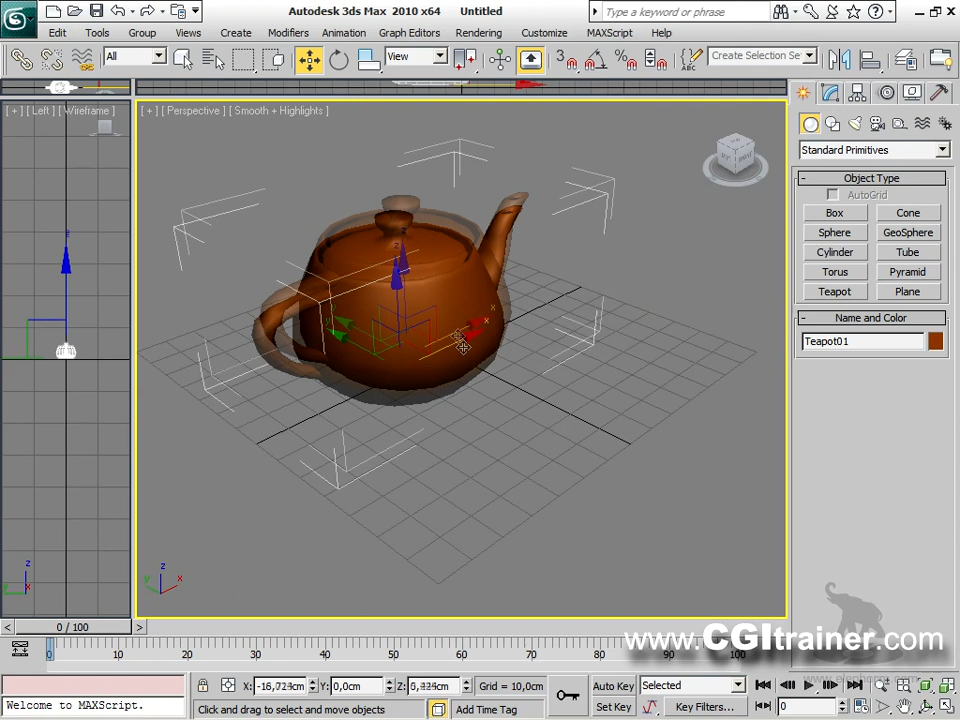 Autodesk 3ds Max 2010 x64 Untitled
Type a keyword or phrase
Edit Tools Group Views Create Modifiers Animation Graph Editors Rendering Customize MAXScript Help
All
View
3
Create Selection Se
ABC
[ + ] [ Left ] [ Wireframe ]
[ + ] [ Perspective ] [ Smooth + Highlights ]
Standard Primitives
- Object Type
AutoGrid
Box Cone
Sphere GeoSphere
Cylinder Tube
Torus Pyramid
Teapot Plane
- Name and Color
Teapot01
z
z
x
x
z
y
x
z
y
x
< 0 / 100 >
0 10 20 30 40 50 60 70 80 90 100
www.CGItrainer.com
X: Y: 0,0cm Z: Grid = 10,0cm
Auto Key Selected
Welcome to MAXScript.
Click and drag to select and move objects
Add Time Tag
Set Key Key Filters...
0